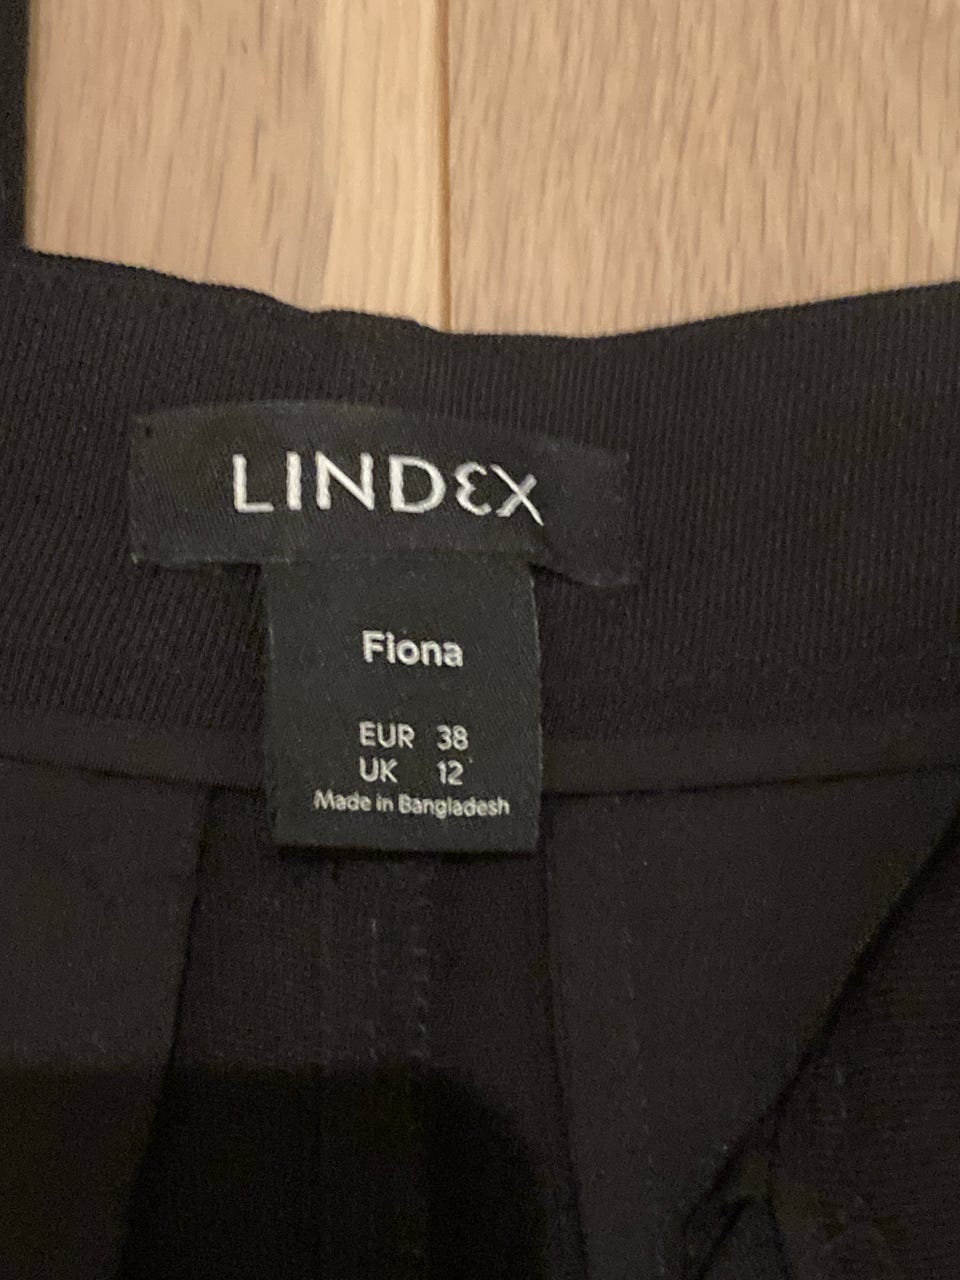 LINDEX
Fiona
EUR 38
UK 12
Made in Bangladesh